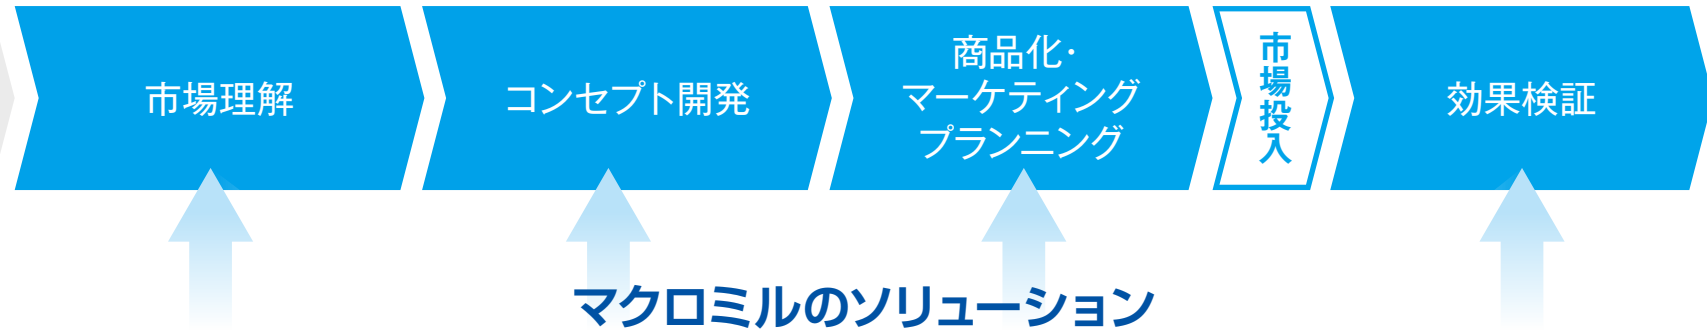 市場理解
コンセプト開発
商品化・
マーケティング
プランニング
市場投入
効果検証
マクロミルのソリューション